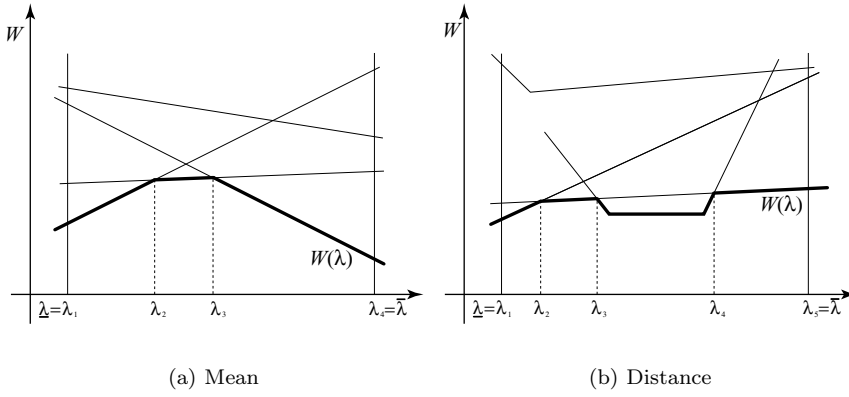 W
W(λ)
λ̲=λ₁ λ₂ λ₃ λ₄=λ̄
(a) Mean
W
W(λ)
λ̲=λ₁ λ₂ λ₃ λ₄ λ₅=λ̄
(b) Distance